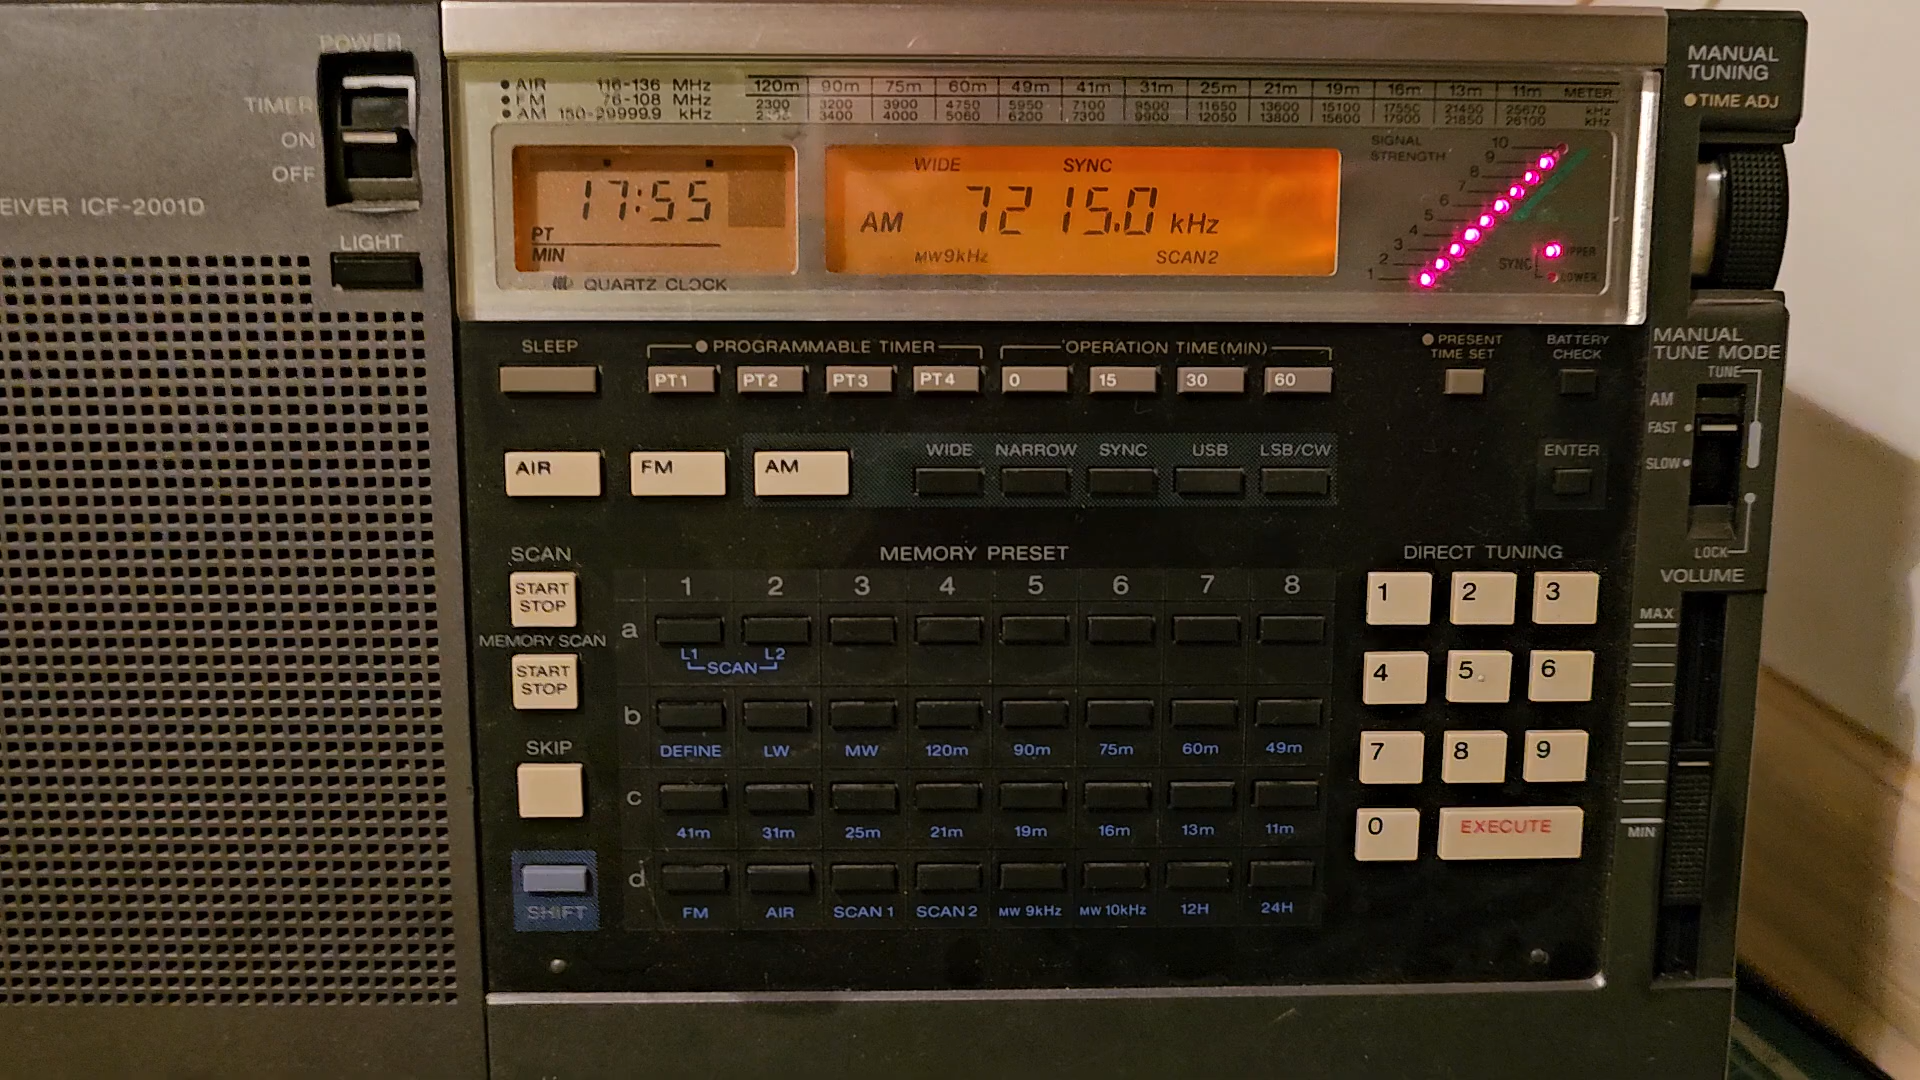 POWER
TIMER
ON
OFF
EIVER ICF-2001D
LIGHT
AIR 116-136 MHz
FM 76-108 MHz
AM 150-29999.9 kHz
120m 90m 75m 60m 49m 41m 31m 25m 21m 19m 16m 13m 11m METER
2300 3200 3900 4750 5950 7100 9500 11650 13600 15100 17550 21450 25670 kHz
3400 4000 5060 6200 7300 9900 12050 13800 15600 17900 21850 26100 kHz
17:55
PT
MIN
QUARTZ CLOCK
WIDE SYNC
AM 7215.0 kHz
MW9kHz SCAN2
SIGNAL
STRENGTH
10
9
8
7
6
5
4
3
2
1
SYNC
UPPER
LOWER
MANUAL
TUNING
TIME ADJ
SLEEP
PROGRAMMABLE TIMER
OPERATION TIME(MIN)
PRESENT
TIME SET
BATTERY
CHECK
PT1 PT2 PT3 PT4 0 15 30 60
MANUAL
TUNE MODE
TUNE
AM
FAST
SLOW
LOCK
AIR FM AM
WIDE NARROW SYNC USB LSB/CW
ENTER
SCAN
START
STOP
MEMORY SCAN
START
STOP
SKIP
SHIFT
MEMORY PRESET
1 2 3 4 5 6 7 8
a
L1 L2
SCAN
b
DEFINE LW MW 120m 90m 75m 60m 49m
c
41m 31m 25m 21m 19m 16m 13m 11m
d
FM AIR SCAN 1 SCAN 2 MW 9kHz MW 10kHz 12H 24H
DIRECT TUNING
1 2 3
4 5 6
7 8 9
0 EXECUTE
VOLUME
MAX
MIN